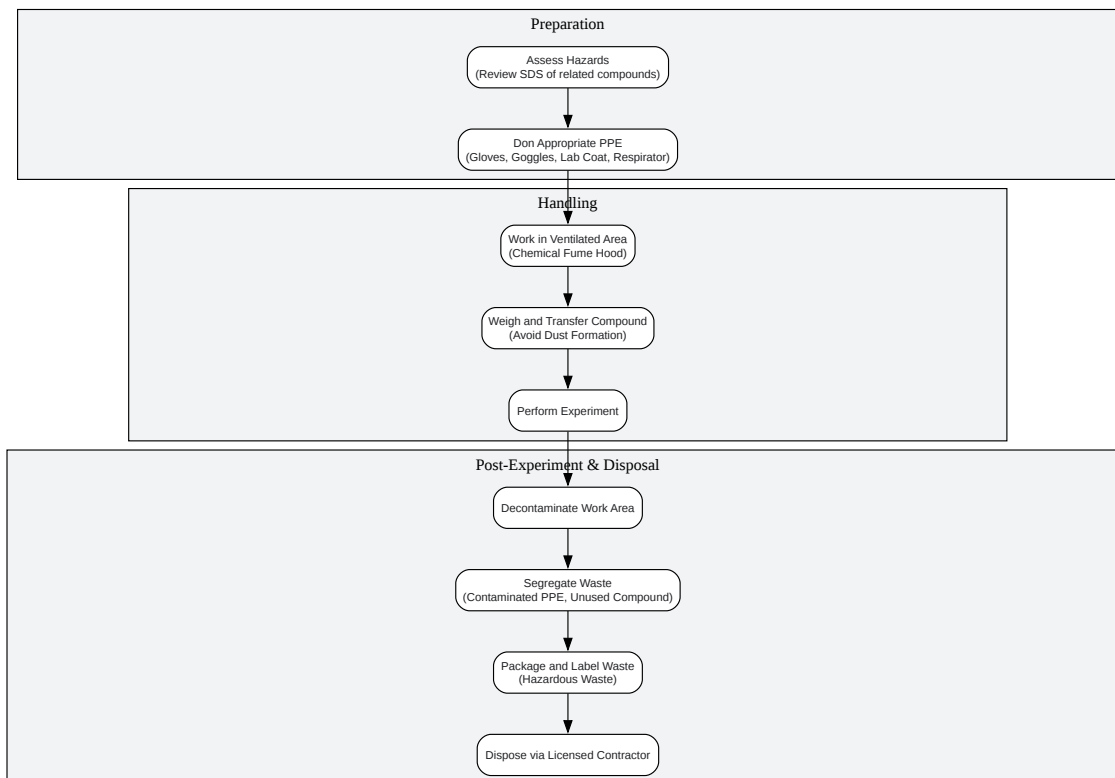 Preparation
Assess Hazards
(Review SDS of related compounds)
Don Appropriate PPE
(Gloves, Goggles, Lab Coat, Respirator)
Handling
Work in Ventilated Area
(Chemical Fume Hood)
Weigh and Transfer Compound
(Avoid Dust Formation)
Perform Experiment
Post-Experiment & Disposal
Decontaminate Work Area
Segregate Waste
(Contaminated PPE, Unused Compound)
Package and Label Waste
(Hazardous Waste)
Dispose via Licensed Contractor